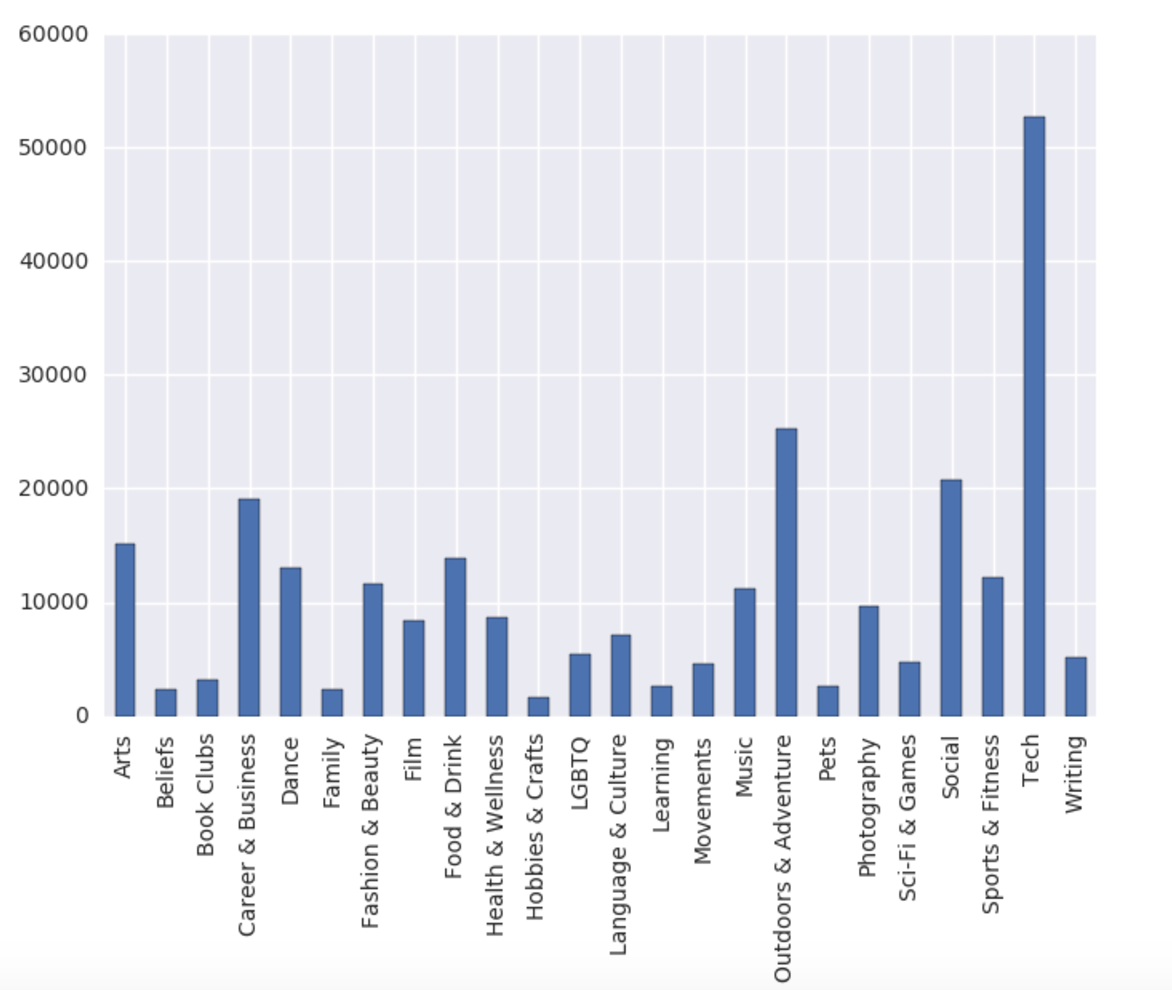 60000
50000
40000
30000
20000
10000
0
Arts
Beliefs
Book Clubs
Career & Business
Dance
Family
Fashion & Beauty
Film
Food & Drink
Health & Wellness
Hobbies & Crafts
LGBTQ
Language & Culture
Learning
Movements
Music
Outdoors & Adventure
Pets
Photography
Sci-Fi & Games
Social
Sports & Fitness
Tech
Writing